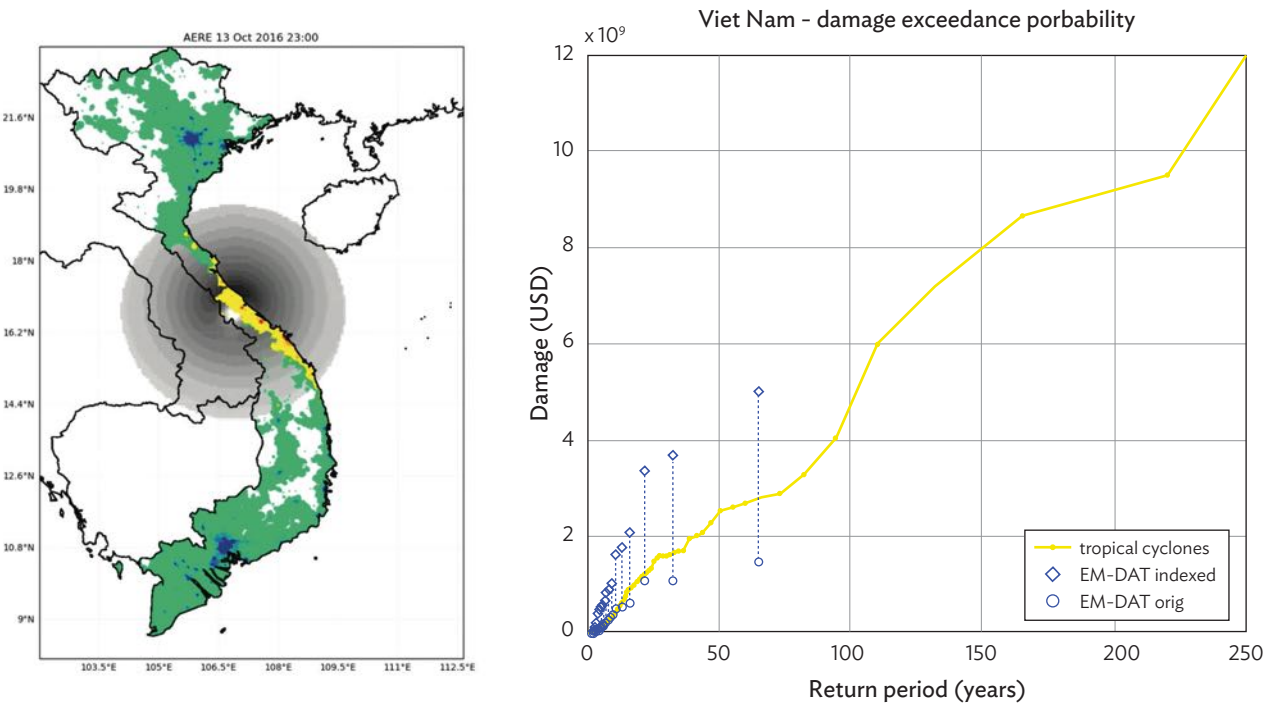 AERE 13 Oct 2016 23:00
21.6°N
19.8°N
18°N
16.2°N
14.4°N
12.6°N
10.8°N
9°N
103.5°E 105°E 106.5°E 108°E 109.5°E 111°E 112.5°E
Viet Nam – damage exceedance porbability
x 10⁹
12
10
8
6
4
2
0
Damage (USD)
0 50 100 150 200 250
Return period (years)
tropical cyclones
EM-DAT indexed
EM-DAT orig